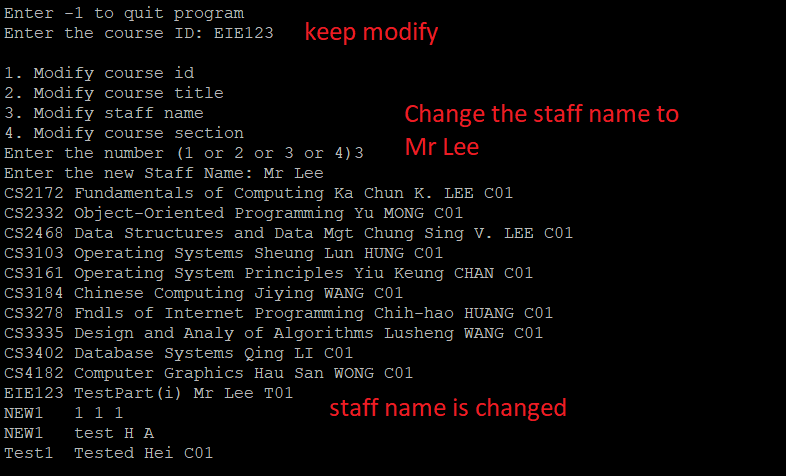 Enter -1 to quit program
Enter the course ID: EIE123 keep modify
1. Modify course id
2. Modify course title
3. Modify staff name
Change the staff name to
4. Modify course section
Mr Lee
Enter the number (1 or 2 or 3 or 4)3
Enter the new Staff Name: Mr Lee
CS2172 Fundamentals of Computing Ka Chun K. LEE C01
CS2332 Object-Oriented Programming Yu MONG C01
CS2468 Data Structures and Data Mgt Chung Sing V. LEE C01
CS3103 Operating Systems Sheung Lun HUNG C01
CS3161 Operating System Principles Yiu Keung CHAN C01
CS3184 Chinese Computing Jiying WANG C01
CS3278 Fndls of Internet Programming Chih-hao HUANG C01
CS3335 Design and Analy of Algorithms Lusheng WANG C01
CS3402 Database Systems Qing LI C01
CS4182 Computer Graphics Hau San WONG C01
EIE123 TestPart(i) Mr Lee T01
NEW1 1 1 1 staff name is changed
NEW1 test H A
Test1 Tested Hei C01